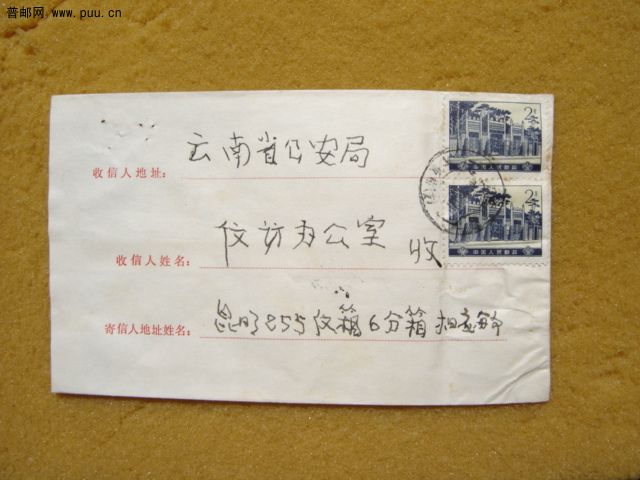 普邮网 www.puu.cn
2分
2分
中国人民邮政
中国人民邮政
收信人地址: 云南省公安局
收信人姓名: 仪访办公室 收
寄信人地址姓名: 昆明255仪箱6分箱